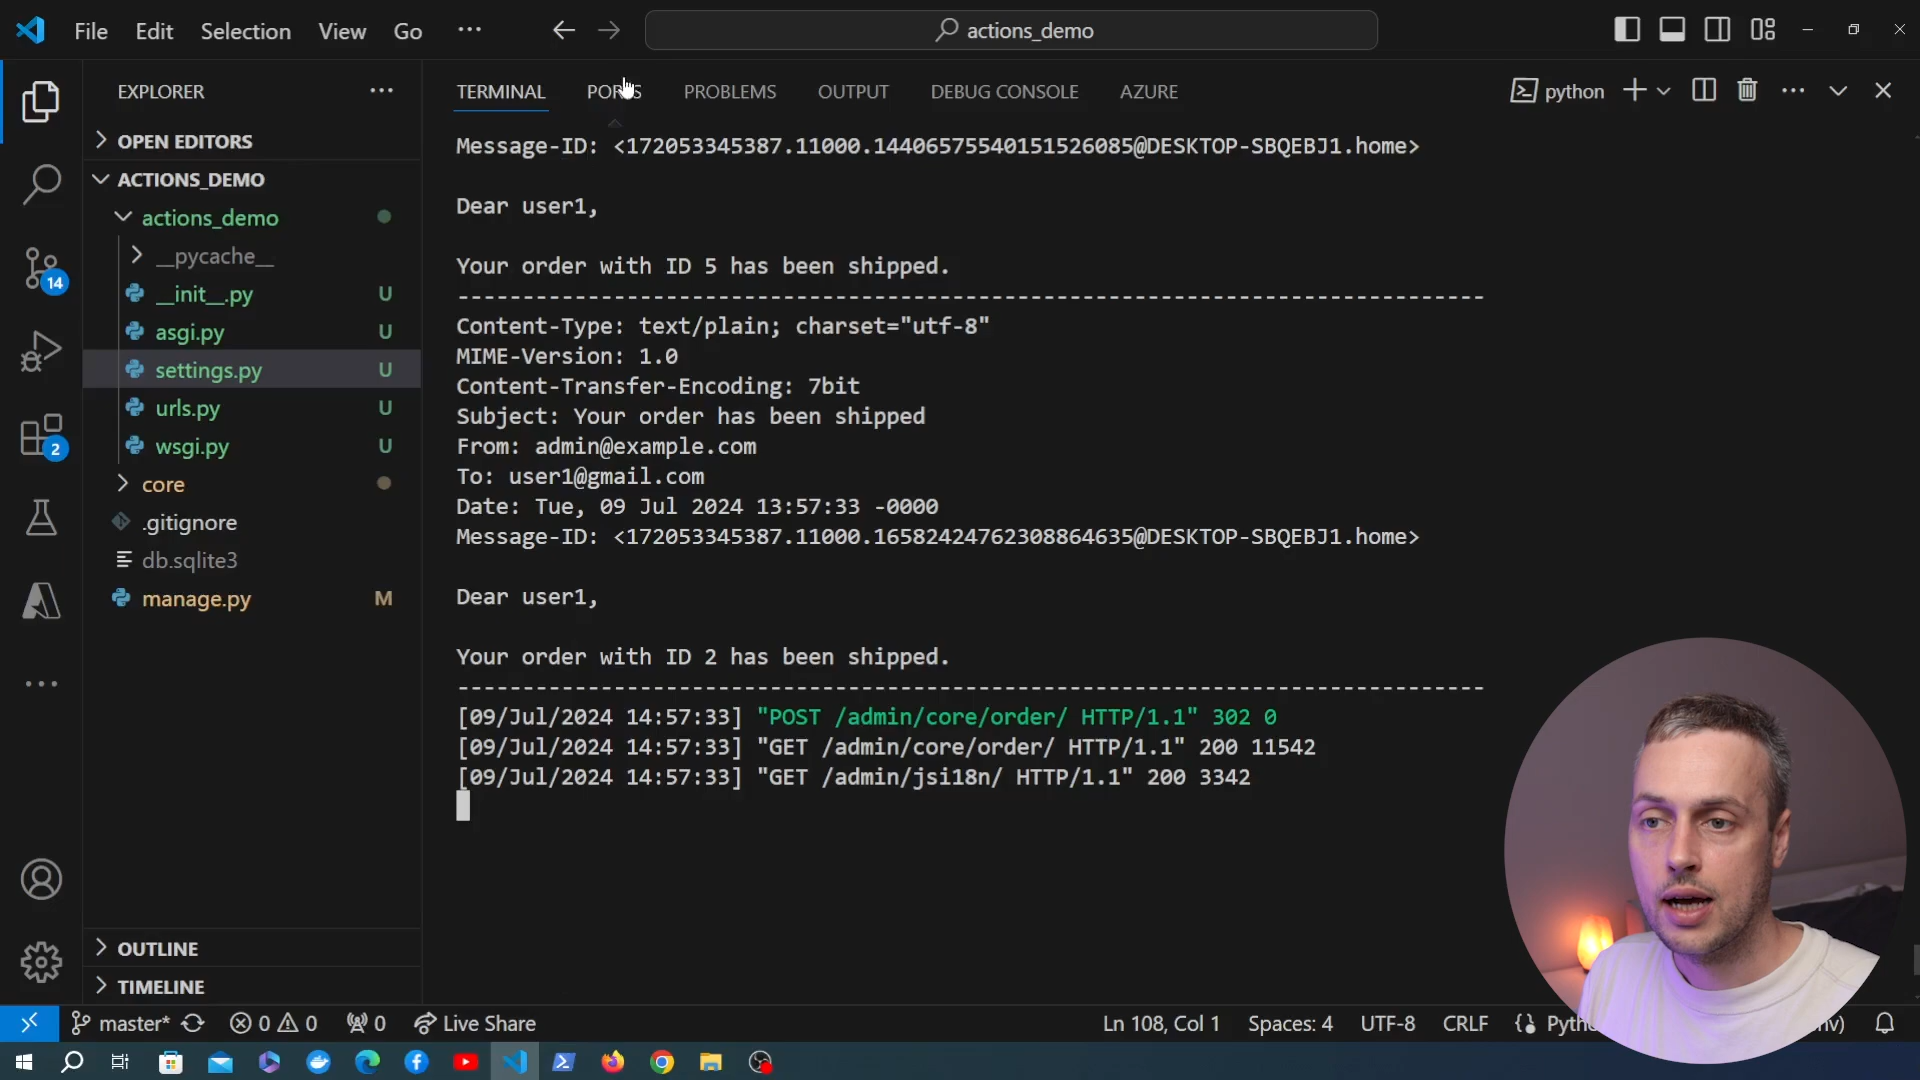 File Edit Selection View Go ··· actions_demo
EXPLORER ···
OPEN EDITORS
ACTIONS_DEMO
actions_demo
__pycache__
__init__.py U
asgi.py U
settings.py U
urls.py U
wsgi.py U
core
.gitignore
db.sqlite3
manage.py M
OUTLINE
TIMELINE
14
2
TERMINAL PORTS PROBLEMS OUTPUT DEBUG CONSOLE AZURE python
Message-ID: <172053345387.11000.14406575540151526085@DESKTOP-SBQEBJ1.home>
Dear user1,
Your order with ID 5 has been shipped.
-------------------------------------------------------------------------------
Content-Type: text/plain; charset="utf-8"
MIME-Version: 1.0
Content-Transfer-Encoding: 7bit
Subject: Your order has been shipped
From: admin@example.com
To: user1@gmail.com
Date: Tue, 09 Jul 2024 13:57:33 -0000
Message-ID: <172053345387.11000.16582424762308864635@DESKTOP-SBQEBJ1.home>
Dear user1,
Your order with ID 2 has been shipped.
-------------------------------------------------------------------------------
[09/Jul/2024 14:57:33] "POST /admin/core/order/ HTTP/1.1" 302 0
[09/Jul/2024 14:57:33] "GET /admin/core/order/ HTTP/1.1" 200 11542
[09/Jul/2024 14:57:33] "GET /admin/jsi18n/ HTTP/1.1" 200 3342
master* 0 0 0 Live Share Ln 108, Col 1 Spaces: 4 UTF-8 CRLF